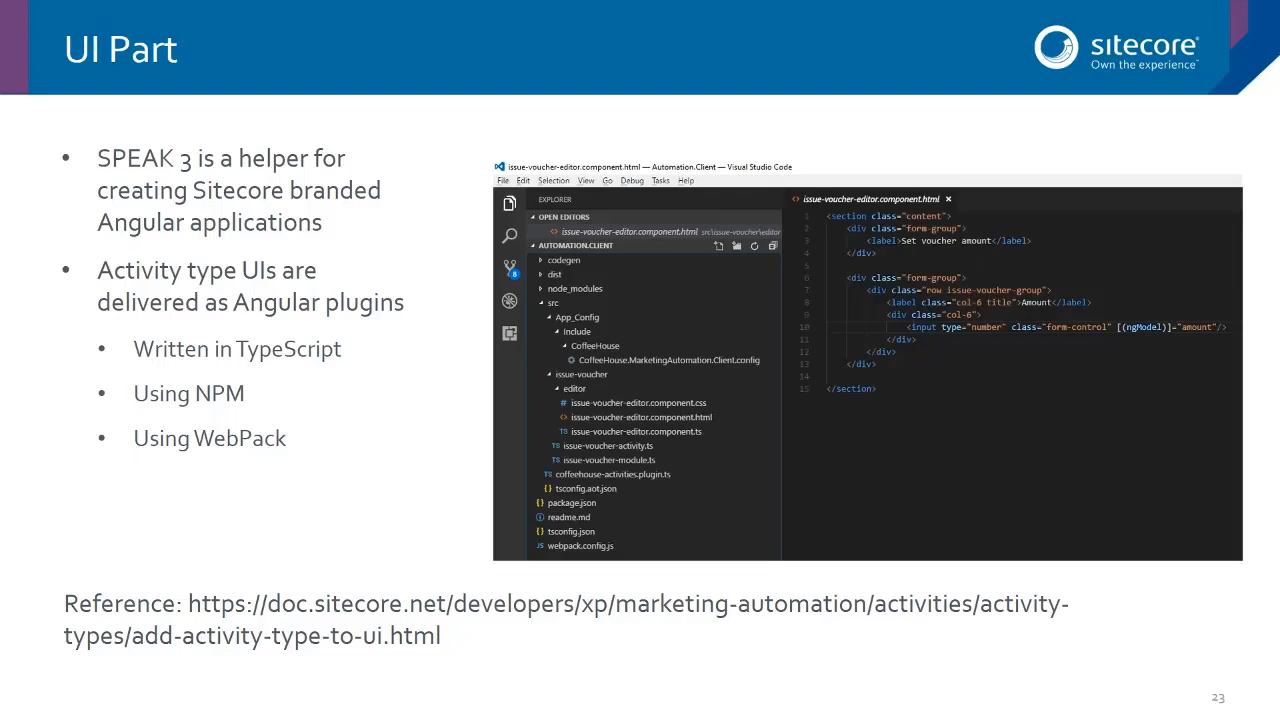 UI Part
sitecore
Own the experience
• SPEAK 3 is a helper for
creating Sitecore branded
Angular applications
• Activity type UIs are
delivered as Angular plugins
• Written in TypeScript
• Using NPM
• Using WebPack
issue-voucher-editor.component.html — Automation.Client — Visual Studio Code
File Edit Selection View Go Debug Tasks Help
EXPLORER
OPEN EDITORS
issue-voucher-editor.component.html src\issue-voucher\editor
AUTOMATION.CLIENT
codegen
dist
node_modules
src
App_Config
Include
CoffeeHouse
CoffeeHouse.MarketingAutomation.Client.config
issue-voucher
editor
# issue-voucher-editor.component.css
<> issue-voucher-editor.component.html
TS issue-voucher-editor.component.ts
TS issue-voucher-activity.ts
TS issue-voucher-module.ts
TS coffeehouse-activities.plugin.ts
{} tsconfig.aot.json
{} package.json
readme.md
{} tsconfig.json
JS webpack.config.js
8
<> issue-voucher-editor.component.html ×
1 <section class="content">
2 <div class="form-group">
3 <label>Set voucher amount</label>
4 </div>
5
6 <div class="form-group">
7 <div class="row issue-voucher-group">
8 <label class="col-6 title">Amount</label>
9 <div class="col-6">
10 <input type="number" class="form-control" [(ngModel)]="amount"/>
11 </div>
12 </div>
13 </div>
14
15 </section>
Reference: https://doc.sitecore.net/developers/xp/marketing-automation/activities/activity-
types/add-activity-type-to-ui.html
23